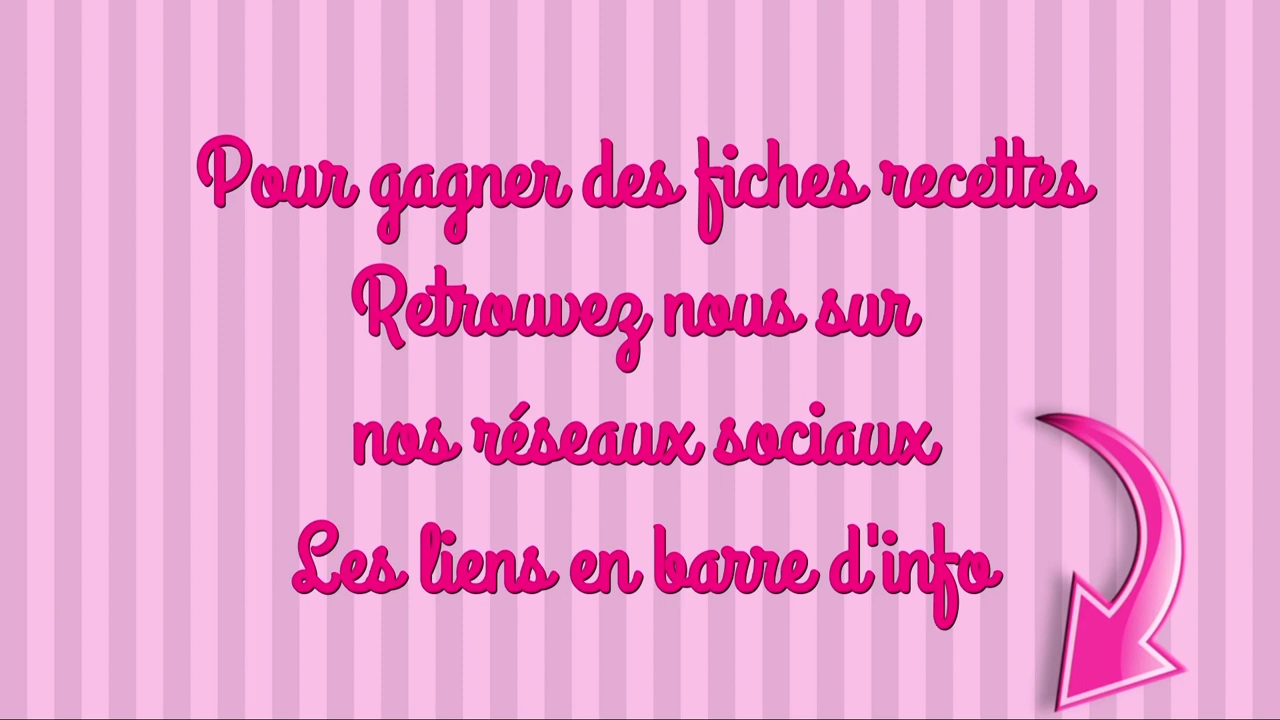 Pour gagner des fiches recettes
Retrouvez nous sur
nos réseaux sociaux
Les liens en barre d'info